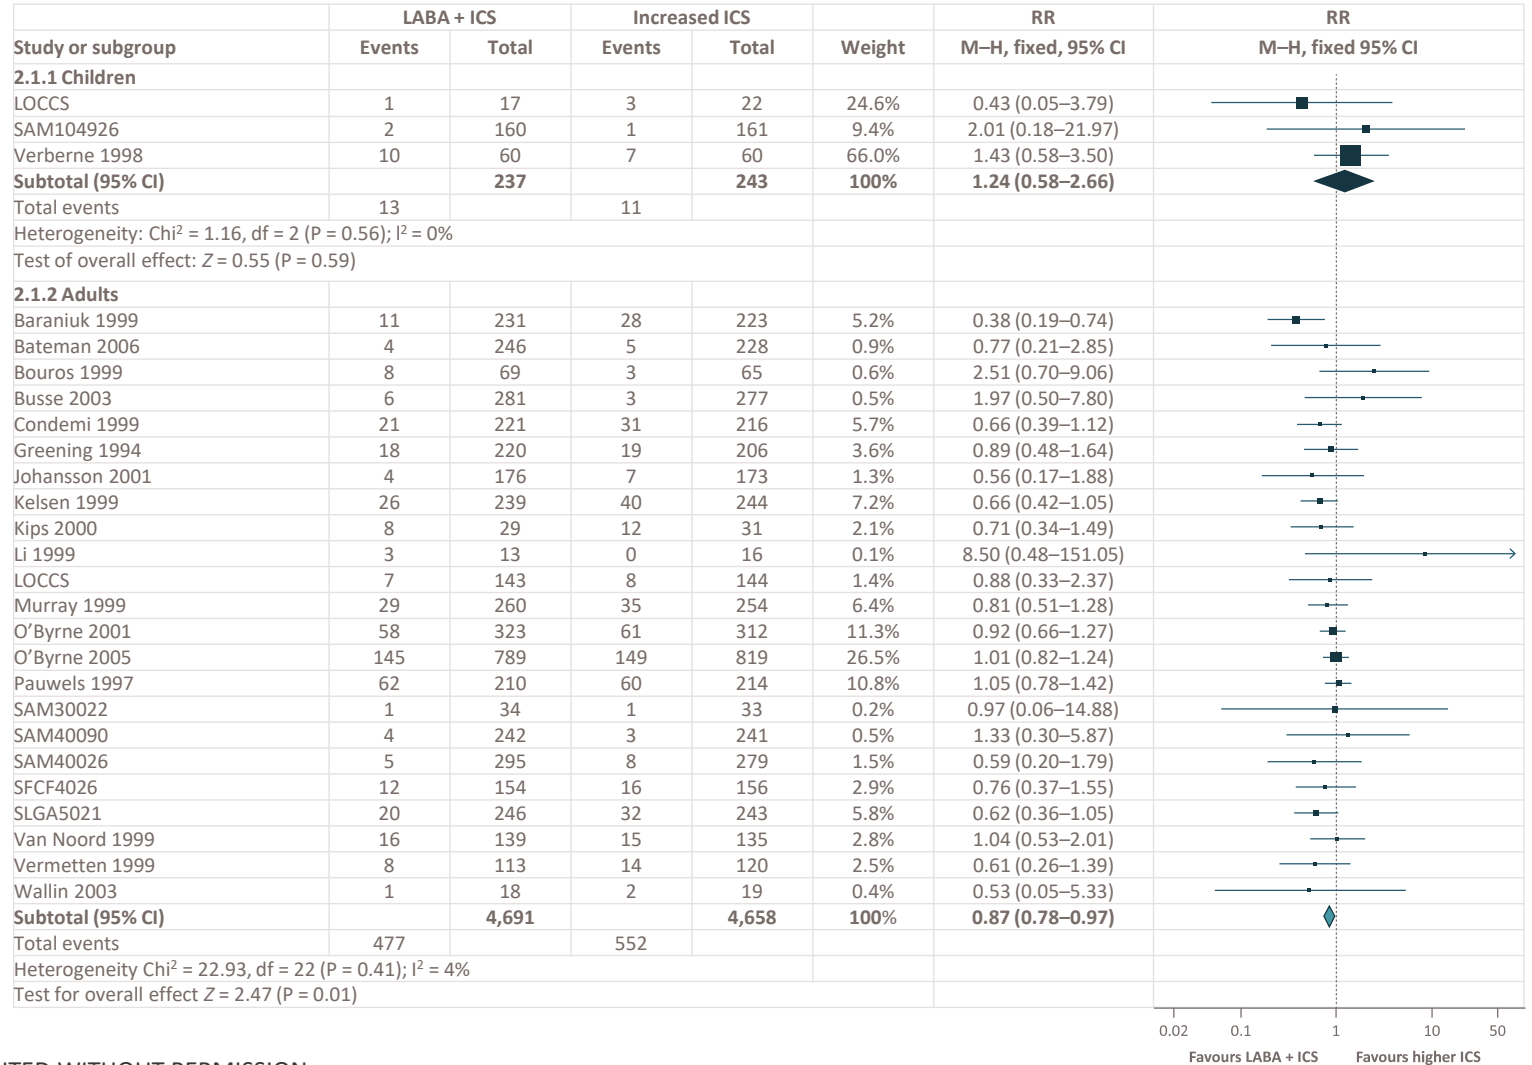 LABA + ICS Increased ICS RR RR
Study or subgroup Events Total Events Total Weight M–H, fixed, 95% CI M–H, fixed 95% CI
2.1.1 Children
LOCCS 1 17 3 22 24.6% 0.43 (0.05–3.79)
SAM104926 2 160 1 161 9.4% 2.01 (0.18–21.97)
Verberne 1998 10 60 7 60 66.0% 1.43 (0.58–3.50)
Subtotal (95% CI) 237 243 100% 1.24 (0.58–2.66)
Total events 13 11
Heterogeneity: Chi² = 1.16, df = 2 (P = 0.56); I² = 0%
Test of overall effect: Z = 0.55 (P = 0.59)
2.1.2 Adults
Baraniuk 1999 11 231 28 223 5.2% 0.38 (0.19–0.74)
Bateman 2006 4 246 5 228 0.9% 0.77 (0.21–2.85)
Bouros 1999 8 69 3 65 0.6% 2.51 (0.70–9.06)
Busse 2003 6 281 3 277 0.5% 1.97 (0.50–7.80)
Condemi 1999 21 221 31 216 5.7% 0.66 (0.39–1.12)
Greening 1994 18 220 19 206 3.6% 0.89 (0.48–1.64)
Johansson 2001 4 176 7 173 1.3% 0.56 (0.17–1.88)
Kelsen 1999 26 239 40 244 7.2% 0.66 (0.42–1.05)
Kips 2000 8 29 12 31 2.1% 0.71 (0.34–1.49)
Li 1999 3 13 0 16 0.1% 8.50 (0.48–151.05)
LOCCS 7 143 8 144 1.4% 0.88 (0.33–2.37)
Murray 1999 29 260 35 254 6.4% 0.81 (0.51–1.28)
O’Byrne 2001 58 323 61 312 11.3% 0.92 (0.66–1.27)
O’Byrne 2005 145 789 149 819 26.5% 1.01 (0.82–1.24)
Pauwels 1997 62 210 60 214 10.8% 1.05 (0.78–1.42)
SAM30022 1 34 1 33 0.2% 0.97 (0.06–14.88)
SAM40090 4 242 3 241 0.5% 1.33 (0.30–5.87)
SAM40026 5 295 8 279 1.5% 0.59 (0.20–1.79)
SFCF4026 12 154 16 156 2.9% 0.76 (0.37–1.55)
SLGA5021 20 246 32 243 5.8% 0.62 (0.36–1.05)
Van Noord 1999 16 139 15 135 2.8% 1.04 (0.53–2.01)
Vermetten 1999 8 113 14 120 2.5% 0.61 (0.26–1.39)
Wallin 2003 1 18 2 19 0.4% 0.53 (0.05–5.33)
Subtotal (95% CI) 4,691 4,658 100% 0.87 (0.78–0.97)
Total events 477 552
Heterogeneity Chi² = 22.93, df = 22 (P = 0.41); I² = 4%
Test for overall effect Z = 2.47 (P = 0.01)
0.02 0.1 1 10 50
Favours LABA + ICS Favours higher ICS
WITHOUT PERMISSION